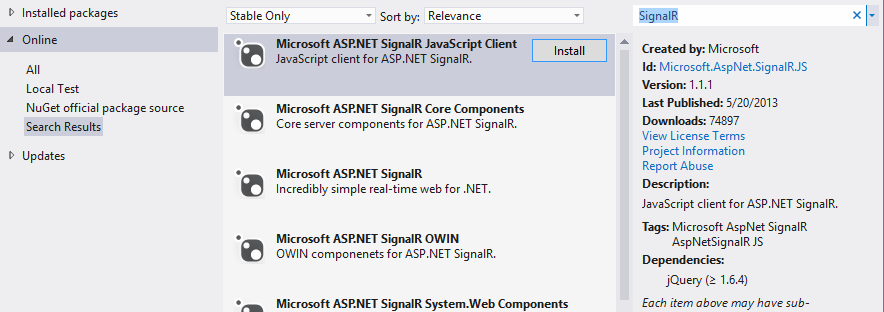 Installed packages
Online
All
Local Test
NuGet official package source
Search Results
Updates
Stable Only
Sort by:
Relevance
Microsoft ASP.NET SignalR JavaScript Client
JavaScript client for ASP.NET SignalR.
Install
Microsoft ASP.NET SignalR Core Components
Core server components for ASP.NET SignalR.
Microsoft ASP.NET SignalR
Incredibly simple real-time web for .NET.
Microsoft ASP.NET SignalR OWIN
OWIN componenets for ASP.NET SignalR.
Microsoft ASP.NET SignalR System.Web Components
SignalR
Created by: Microsoft
Id: Microsoft.AspNet.SignalR.JS
Version: 1.1.1
Last Published: 5/20/2013
Downloads: 74897
View License Terms
Project Information
Report Abuse
Description:
JavaScript client for ASP.NET SignalR.
Tags: Microsoft AspNet SignalR
AspNetSignalR JS
Dependencies:
jQuery (≥ 1.6.4)
Each item above may have sub-